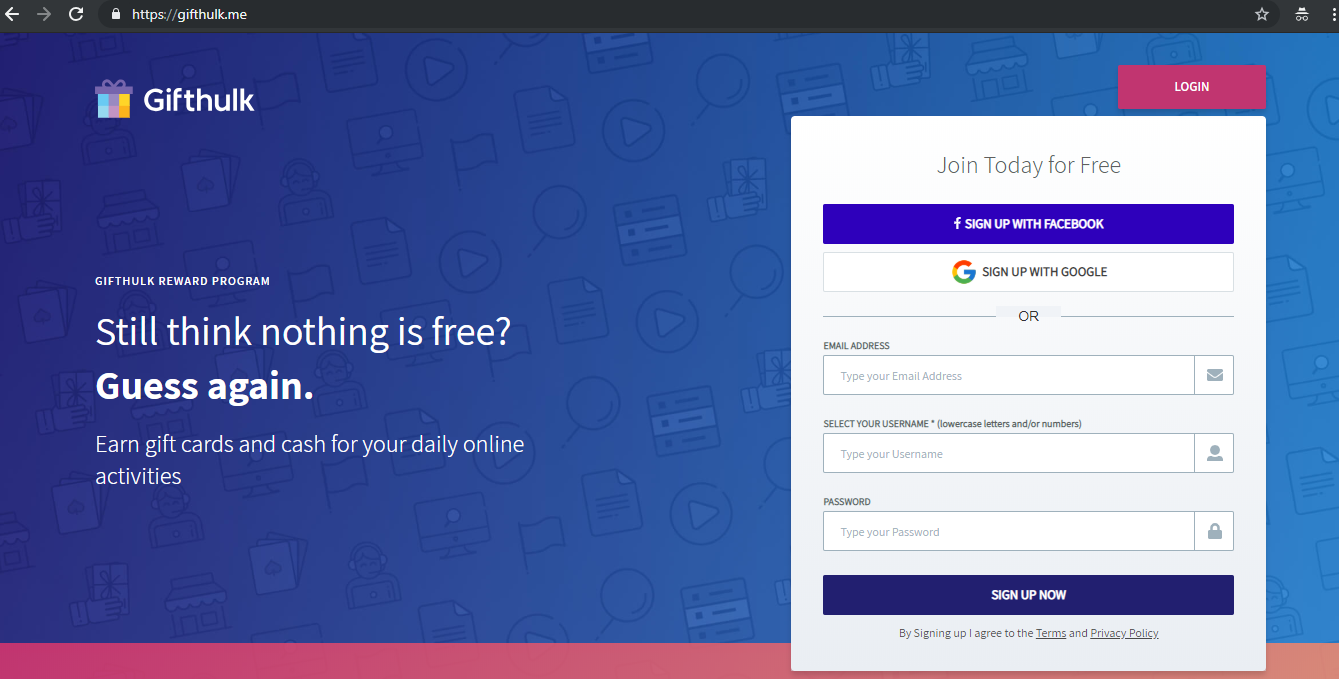 https://gifthulk.me
Gifthulk
LOGIN
GIFTHULK REWARD PROGRAM
Still think nothing is free?
Guess again.
Earn gift cards and cash for your daily online
activities
Join Today for Free
f SIGN UP WITH FACEBOOK
G SIGN UP WITH GOOGLE
OR
EMAIL ADDRESS
Type your Email Address
SELECT YOUR USERNAME * (lowercase letters and/or numbers)
Type your Username
PASSWORD
Type your Password
SIGN UP NOW
By Signing up I agree to the Terms and Privacy Policy